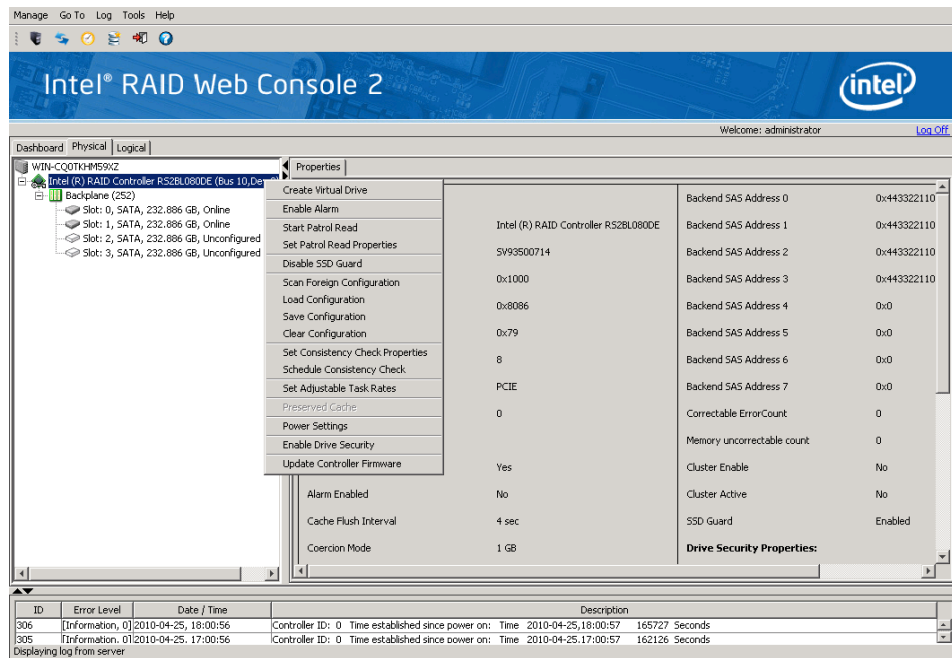 Manage Go To Log Tools Help
Intel® RAID Web Console 2
intel
Welcome: administrator Log Off
Dashboard Physical Logical
WIN-CQ0TKHM59XZ
Intel (R) RAID Controller RS2BL080DE (Bus 10,Dev
Backplane (252)
Slot: 0, SATA, 232.886 GB, Online
Slot: 1, SATA, 232.886 GB, Online
Slot: 2, SATA, 232.886 GB, Unconfigured
Slot: 3, SATA, 232.886 GB, Unconfigured
Properties
Create Virtual Drive
Enable Alarm
Start Patrol Read
Set Patrol Read Properties
Disable SSD Guard
Scan Foreign Configuration
Load Configuration
Save Configuration
Clear Configuration
Set Consistency Check Properties
Schedule Consistency Check
Set Adjustable Task Rates
Preserved Cache
Power Settings
Enable Drive Security
Update Controller Firmware
Backend SAS Address 0 0x443322110
Intel (R) RAID Controller RS2BL080DE Backend SAS Address 1 0x443322110
SV93500714 Backend SAS Address 2 0x443322110
0x1000 Backend SAS Address 3 0x443322110
0x8086 Backend SAS Address 4 0x0
0x79 Backend SAS Address 5 0x0
8 Backend SAS Address 6 0x0
PCIE Backend SAS Address 7 0x0
0 Correctable ErrorCount 0
Memory uncorrectable count 0
Yes Cluster Enable No
Alarm Enabled No Cluster Active No
Cache Flush Interval 4 sec SSD Guard Enabled
Coercion Mode 1 GB Drive Security Properties:
ID Error Level Date / Time Description
306 [Information, 0] 2010-04-25, 18:00:56 Controller ID: 0 Time established since power on: Time 2010-04-25,18:00:57 165727 Seconds
305 [Information, 0] 2010-04-25, 17:00:56 Controller ID: 0 Time established since power on: Time 2010-04-25,17:00:57 162126 Seconds
Displaying log from server